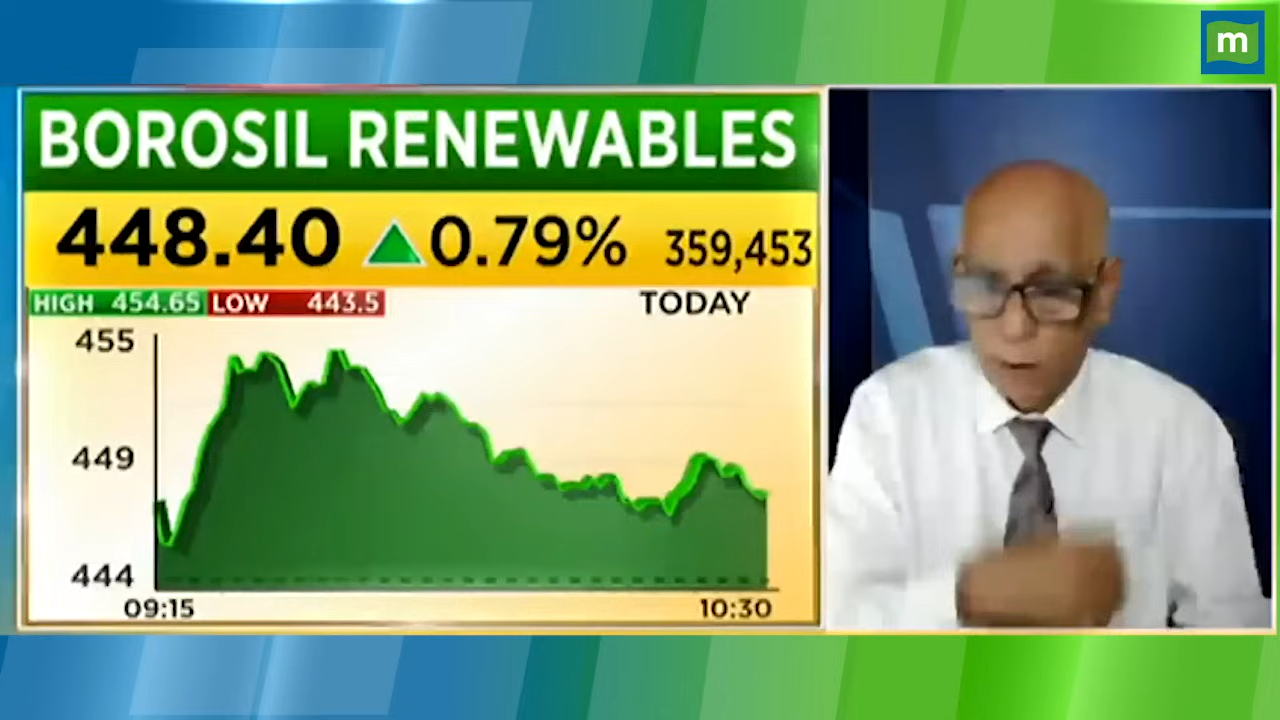 m
BOROSIL RENEWABLES
448.40 ▲ 0.79% 359,453
HIGH 454.65 LOW 443.5 TODAY
455
449
444
09:15 10:30